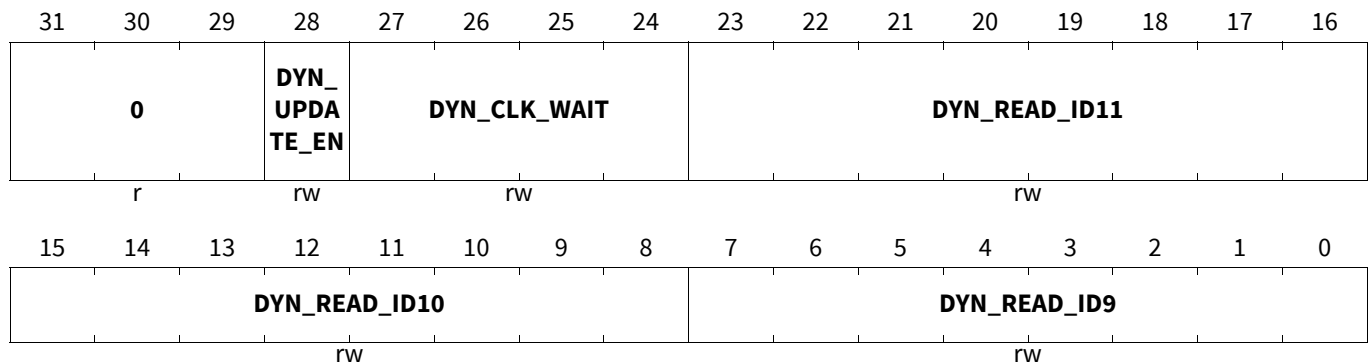 31 30 29 28 27 26 25 24 23 22 21 20 19 18 17 16
0 DYN_ UPDA TE_EN DYN_CLK_WAIT DYN_READ_ID11
r rw rw rw
15 14 13 12 11 10 9 8 7 6 5 4 3 2 1 0
DYN_READ_ID10 DYN_READ_ID9
rw rw